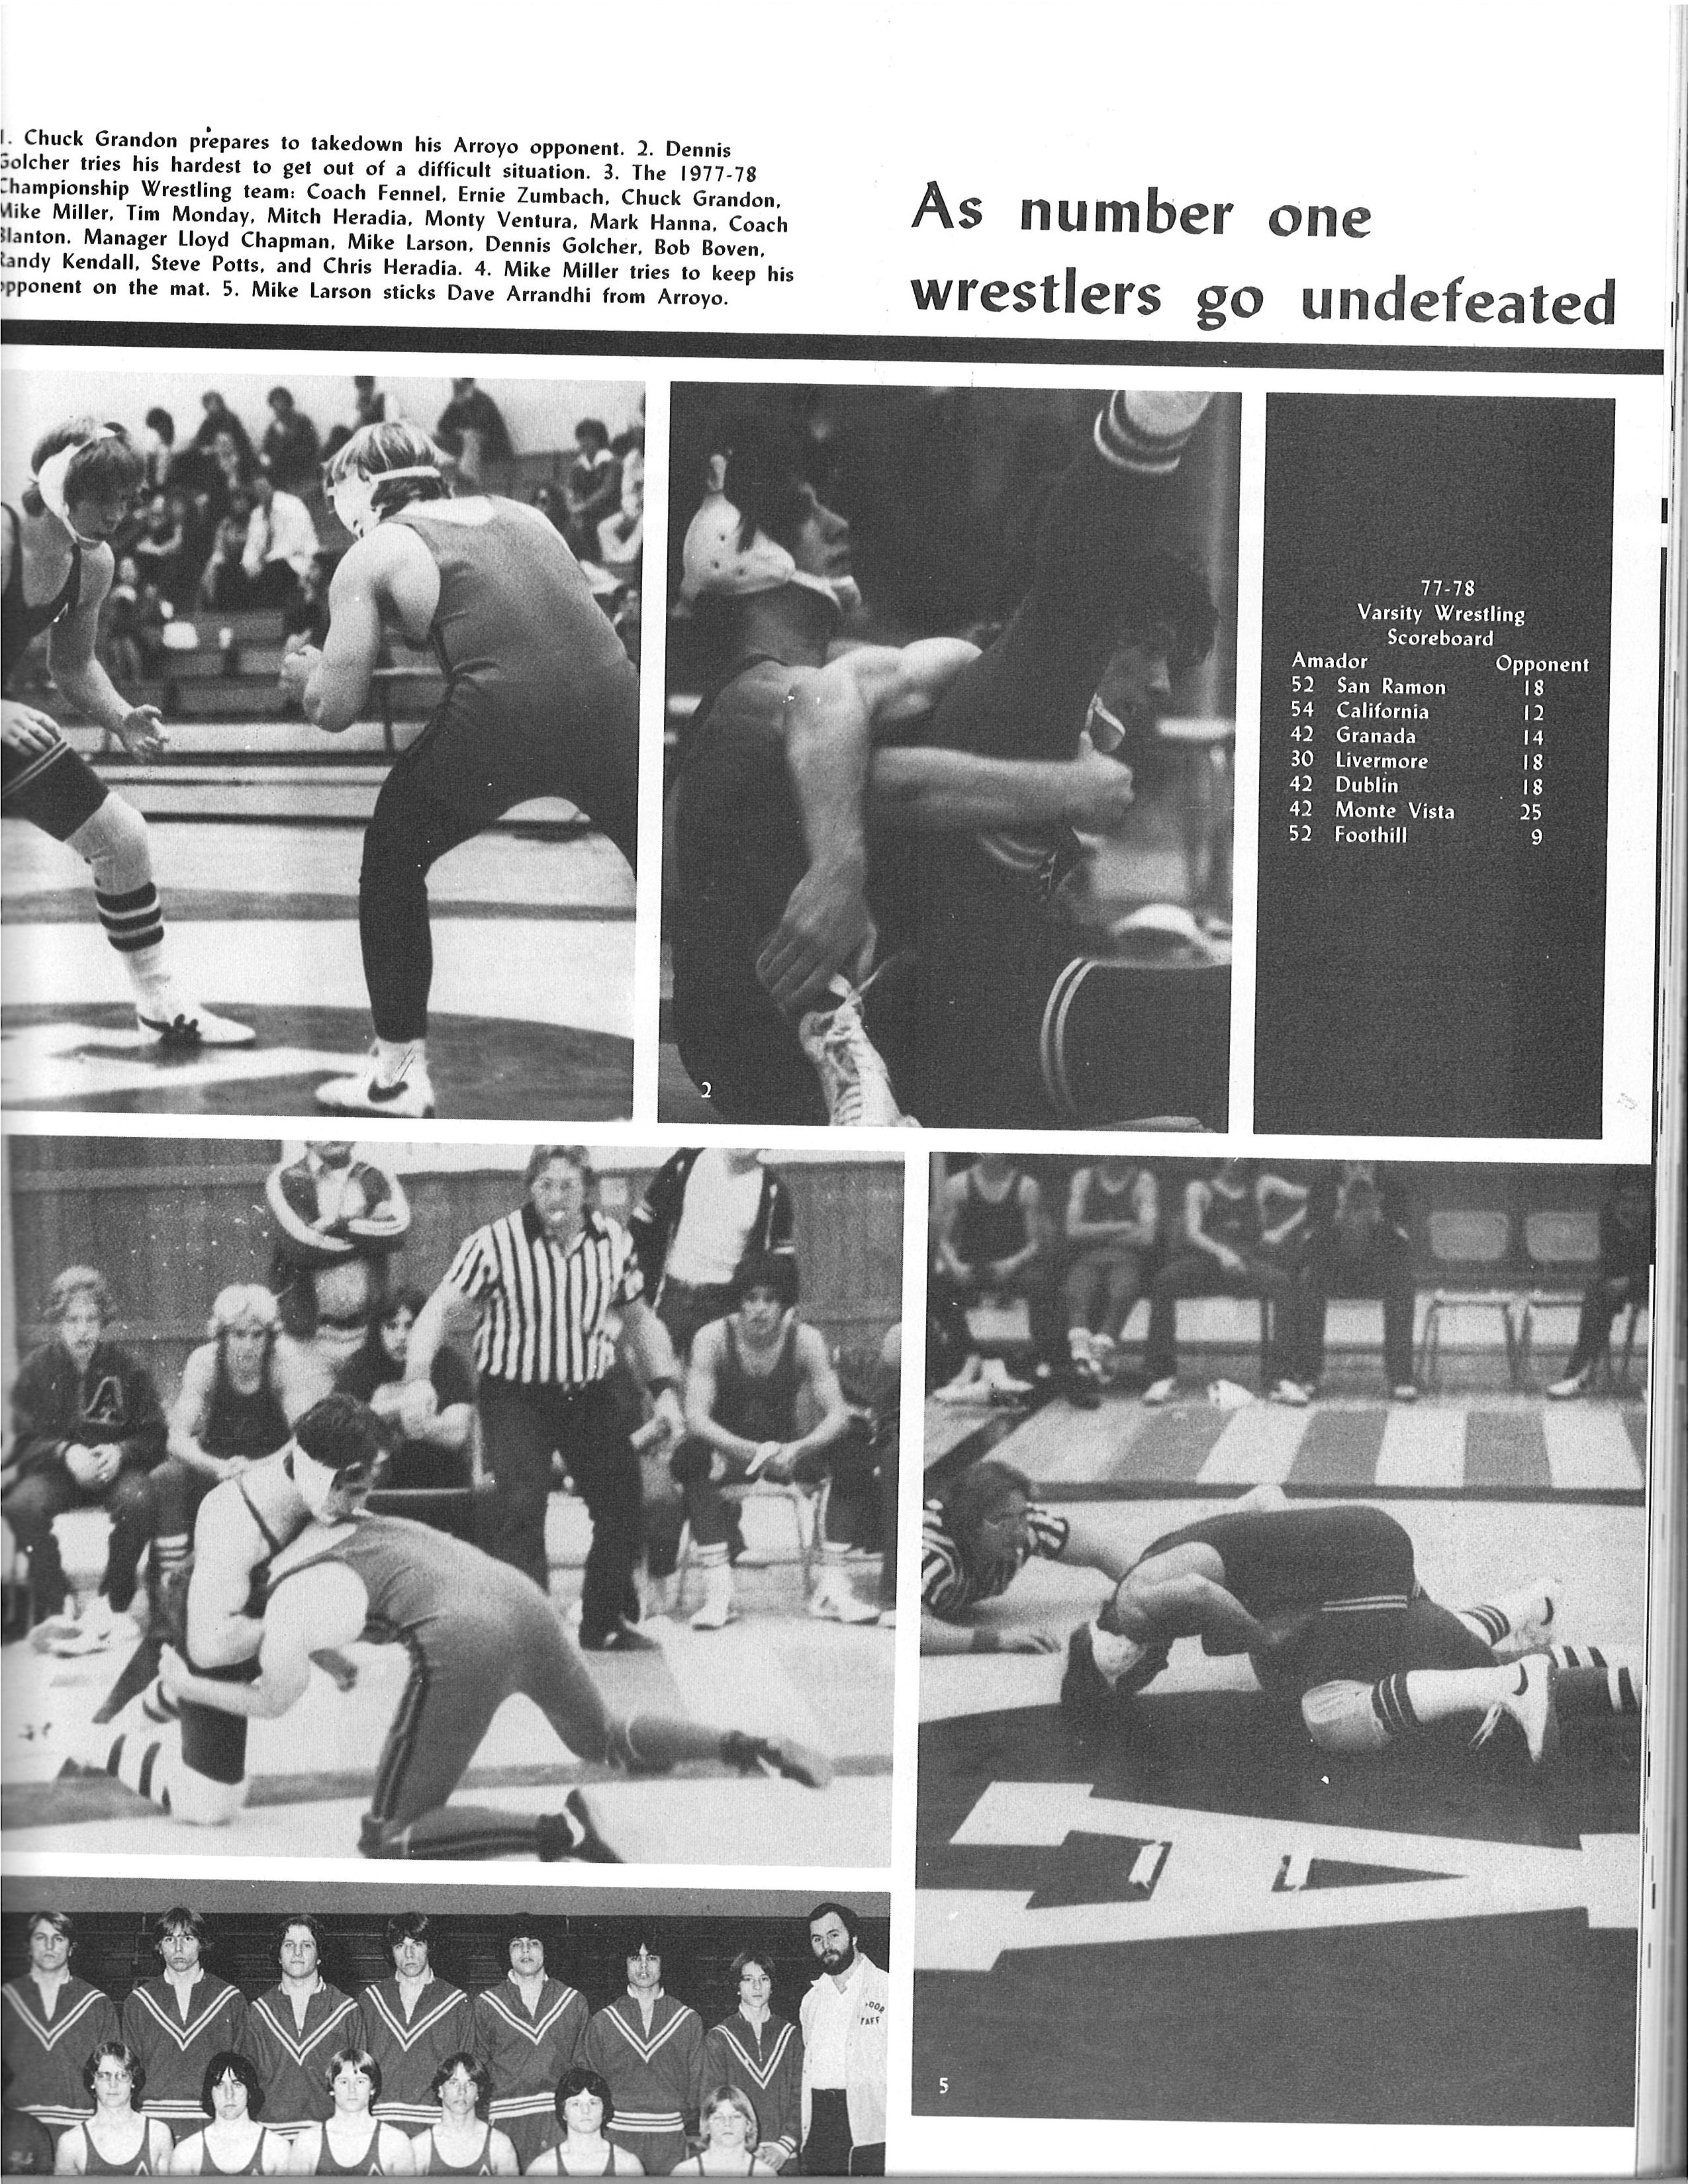 1. Chuck Grandon prepares to takedown his Arroyo opponent. 2. Dennis
Golcher tries his hardest to get out of a difficult situation. 3. The 1977-78
Championship Wrestling team: Coach Fennel, Ernie Zumbach, Chuck Grandon,
Mike Miller, Tim Monday, Mitch Heradia, Monty Ventura, Mark Hanna, Coach
Blanton. Manager Lloyd Chapman, Mike Larson, Dennis Golcher, Bob Boven,
Randy Kendall, Steve Potts, and Chris Heradia. 4. Mike Miller tries to keep his
opponent on the mat. 5. Mike Larson sticks Dave Arrandhi from Arroyo.
As number one
wrestlers go undefeated
77-78
Varsity Wrestling
Scoreboard
Amador Opponent
52 San Ramon 18
54 California 12
42 Granada 14
30 Livermore 18
42 Dublin 18
42 Monte Vista 25
52 Foothill 9
2
A
A
5